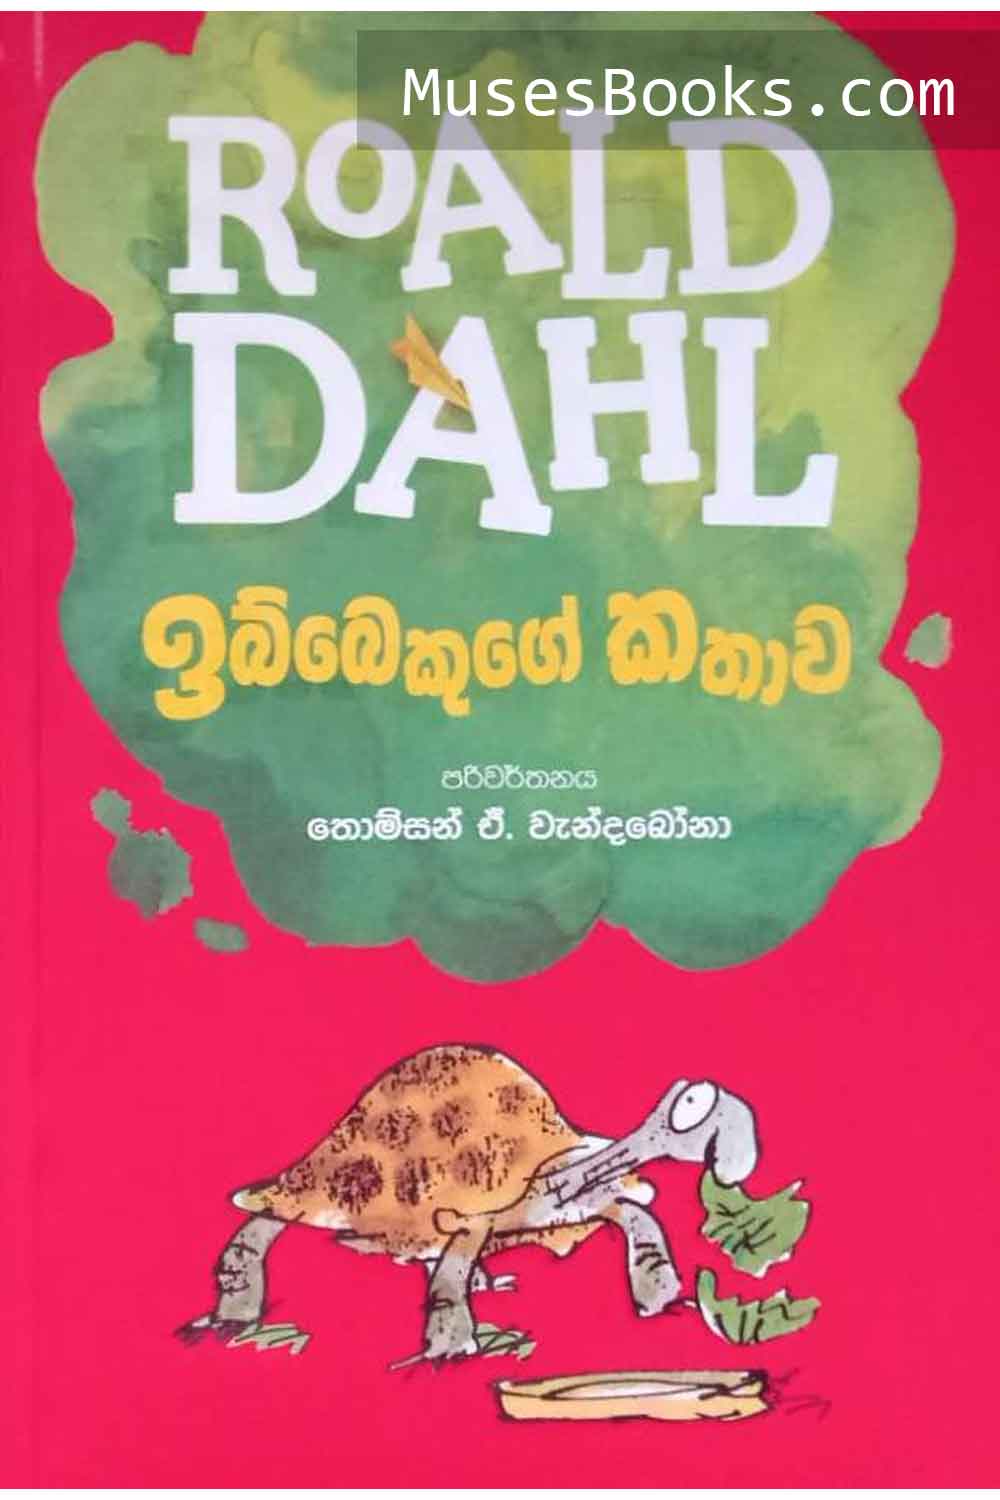 MusesBooks.com
ROALD
DAHL
ඉබ්බෙකුගේ කතාව
පරිවර්තනය
තොම්සන් ඒ. වැන්දබෝනා